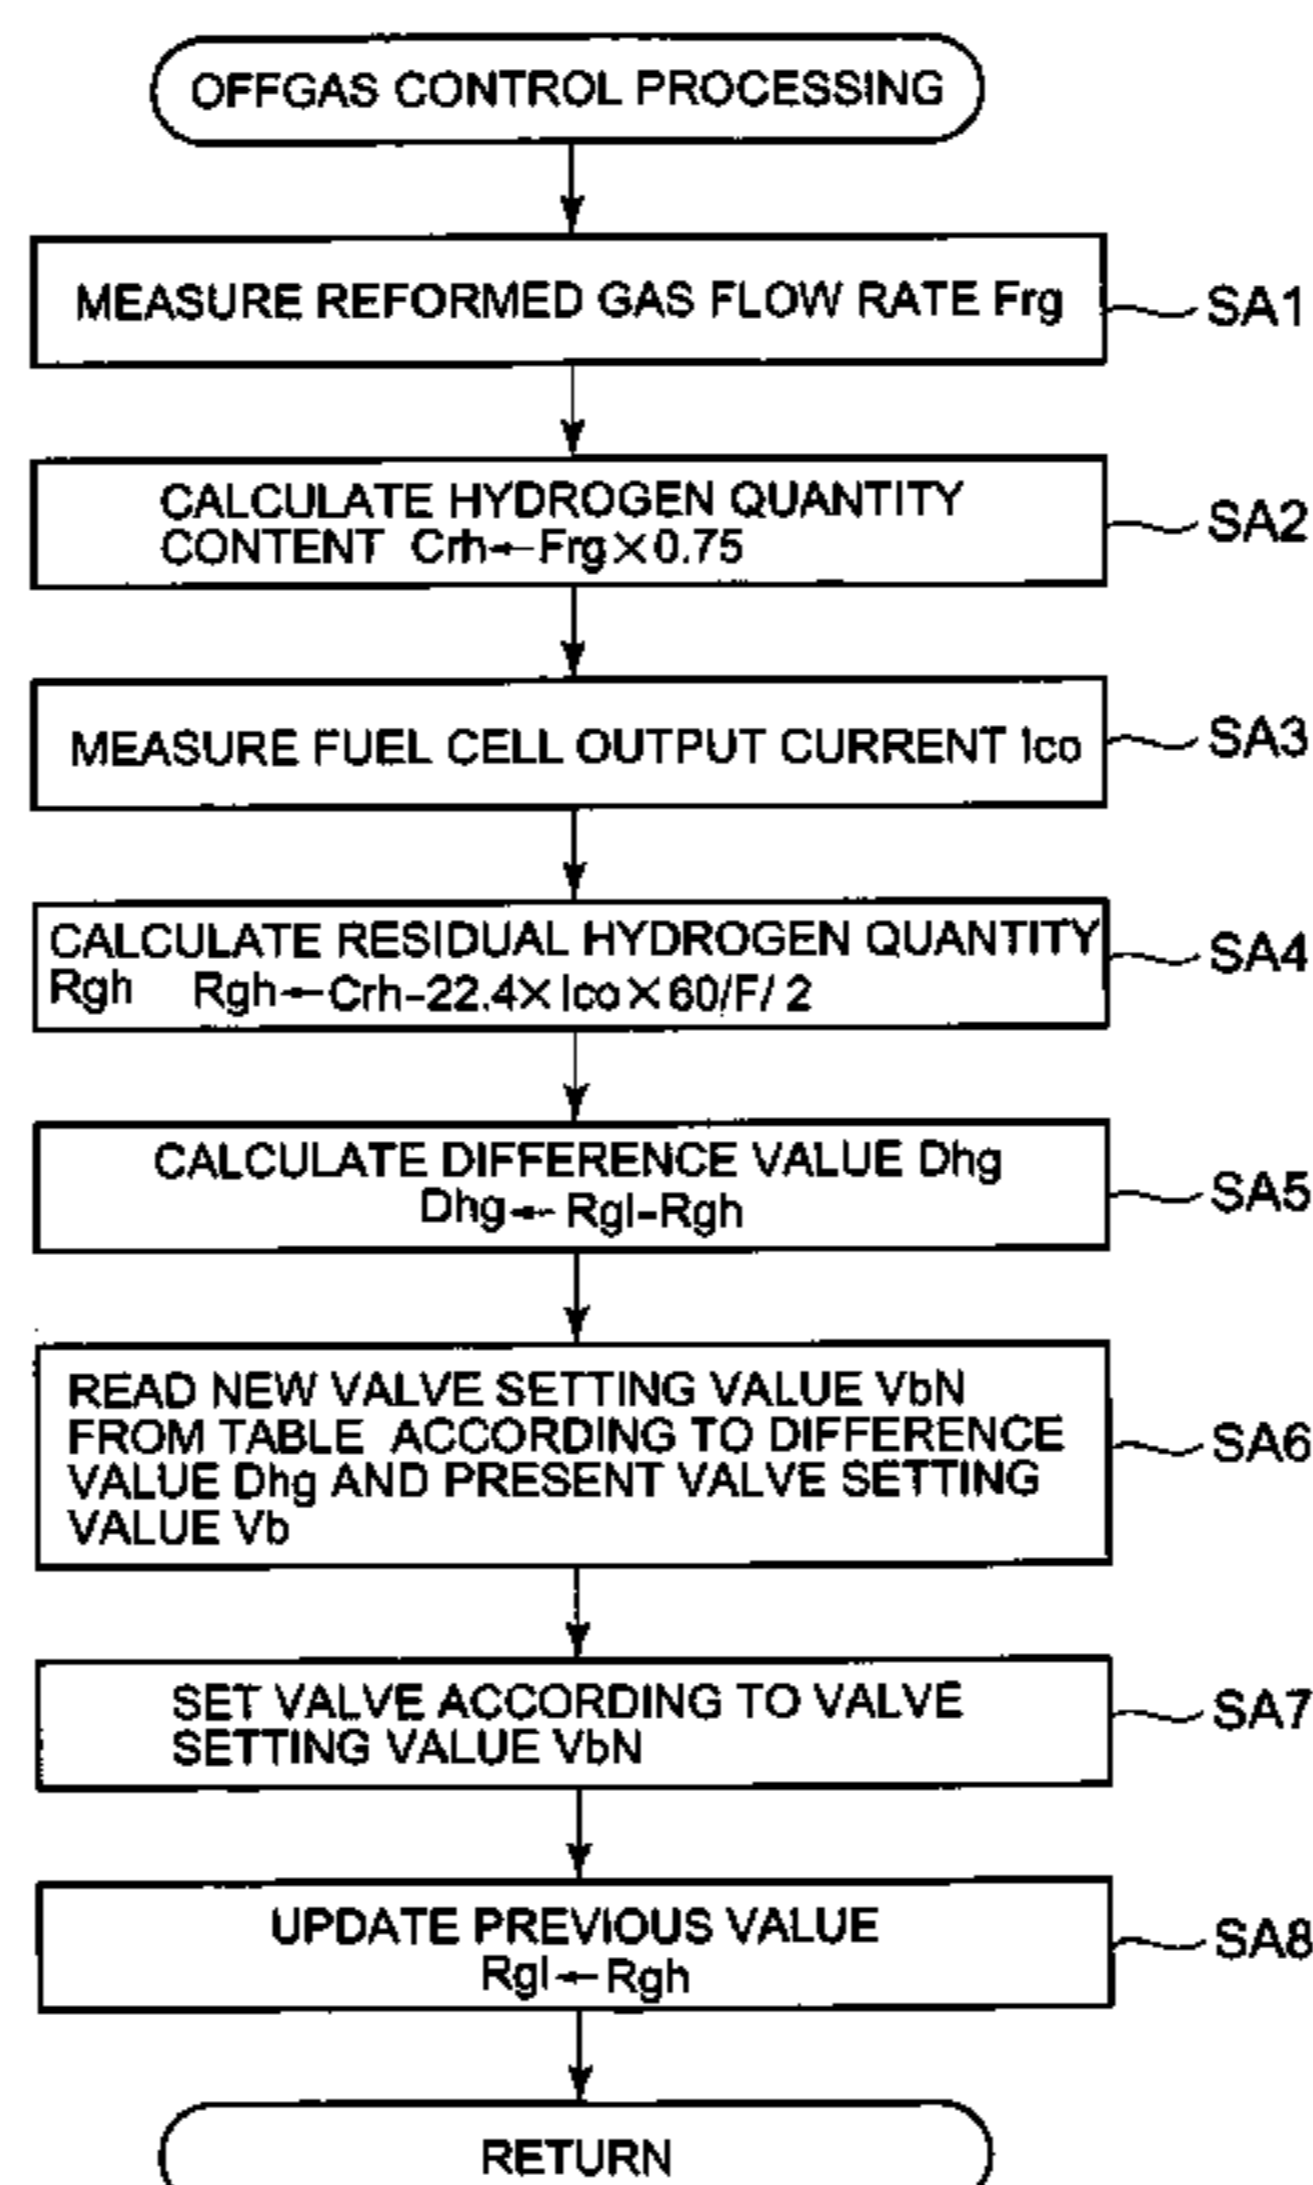 OFFGAS CONTROL PROCESSING
MEASURE REFORMED GAS FLOW RATE Frg
SA1
CALCULATE HYDROGEN QUANTITY
CONTENT Crh←Frg×0.75
SA2
MEASURE FUEL CELL OUTPUT CURRENT Ico
SA3
CALCULATE RESIDUAL HYDROGEN QUANTITY
Rgh Rgh←Crh-22.4×Ico×60/F/2
SA4
CALCULATE DIFFERENCE VALUE Dhg
Dhg←Rgl-Rgh
SA5
READ NEW VALVE SETTING VALUE VbN
FROM TABLE ACCORDING TO DIFFERENCE
VALUE Dhg AND PRESENT VALVE SETTING
VALUE Vb
SA6
SET VALVE ACCORDING TO VALVE
SETTING VALUE VbN
SA7
UPDATE PREVIOUS VALUE
Rgl←Rgh
SA8
RETURN